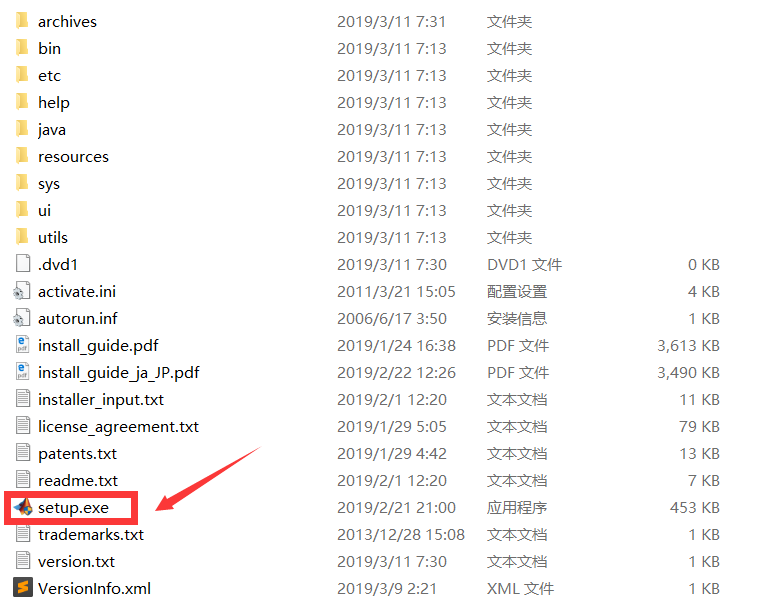 archives 2019/3/11 7:31 文件夹
bin 2019/3/11 7:13 文件夹
etc 2019/3/11 7:13 文件夹
help 2019/3/11 7:13 文件夹
java 2019/3/11 7:13 文件夹
resources 2019/3/11 7:13 文件夹
sys 2019/3/11 7:13 文件夹
ui 2019/3/11 7:13 文件夹
utils 2019/3/11 7:13 文件夹
.dvd1 2019/3/11 7:30 DVD1 文件 0 KB
activate.ini 2011/3/21 15:05 配置设置 4 KB
autorun.inf 2006/6/17 3:50 安装信息 1 KB
install_guide.pdf 2019/1/24 16:38 PDF 文件 3,613 KB
install_guide_ja_JP.pdf 2019/2/22 12:26 PDF 文件 3,490 KB
installer_input.txt 2019/2/1 12:20 文本文档 11 KB
license_agreement.txt 2019/1/29 5:05 文本文档 79 KB
patents.txt 2019/1/29 4:42 文本文档 13 KB
readme.txt 2019/2/1 12:20 文本文档 7 KB
setup.exe 2019/2/21 21:00 应用程序 453 KB
trademarks.txt 2013/12/28 15:08 文本文档 1 KB
version.txt 2019/3/11 7:30 文本文档 1 KB
VersionInfo.xml 2019/3/9 2:21 XML 文件 1 KB